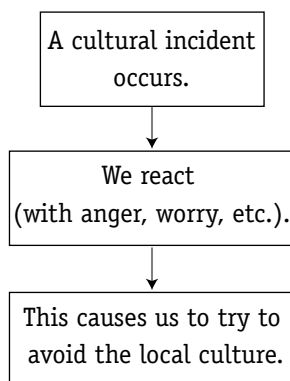 A cultural incident
occurs.
We react
(with anger, worry, etc.).
This causes us to try to
avoid the local culture.